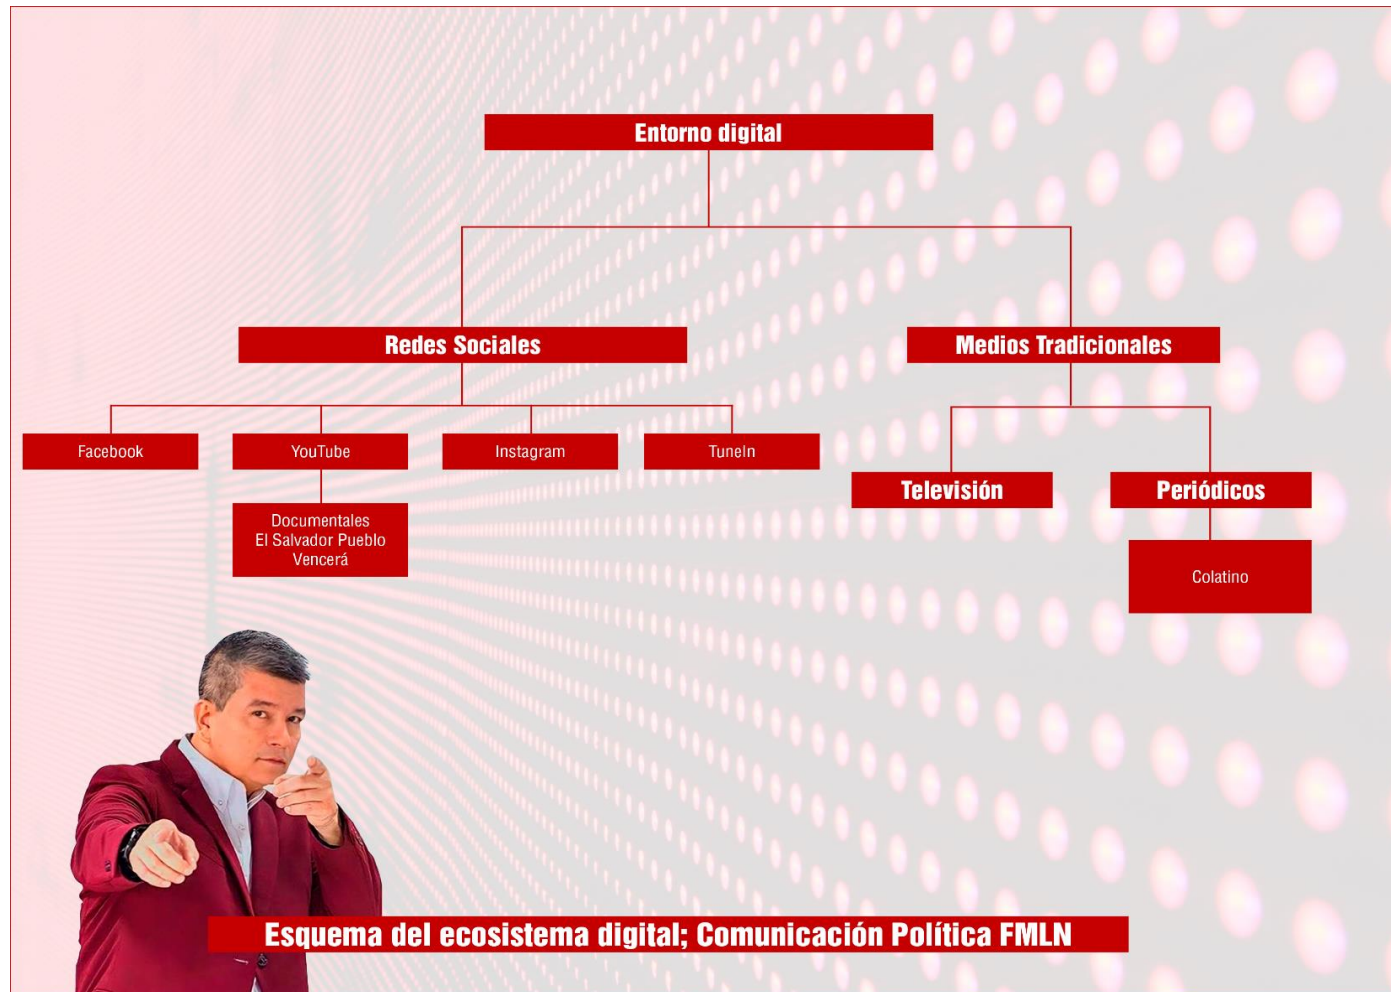 Entorno digital
Redes Sociales
Medios Tradicionales
Facebook
YouTube
Instagram
TuneIn
Documentales
El Salvador Pueblo
Vencerá
Televisión
Periódicos
Colatino
Esquema del ecosistema digital; Comunicación Política FMLN